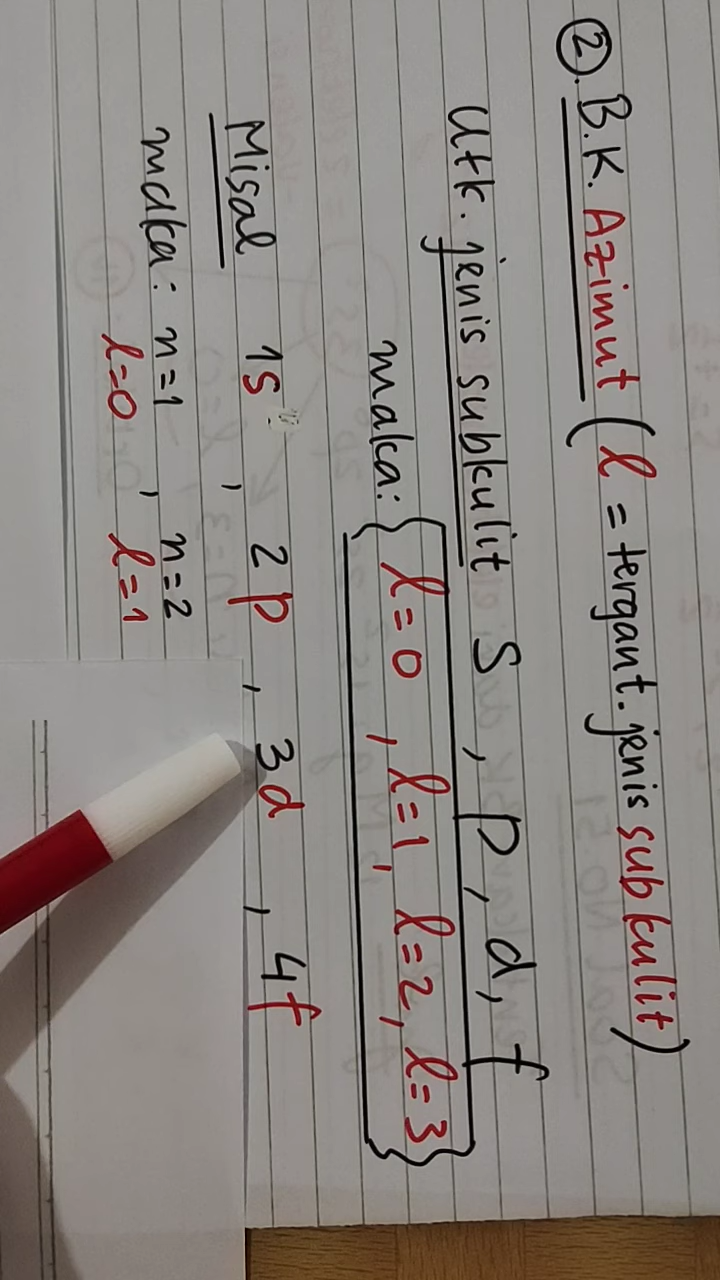 ②. B.K. Azimut (l = tergant. jenis subkulit)
Utk. jenis subkulit s, p, d, f
maka: { l=0, l=1, l=2, l=3 }
Misal 1s, 2p, 3d, 4f
maka: n=1, n=2
l=0, l=1